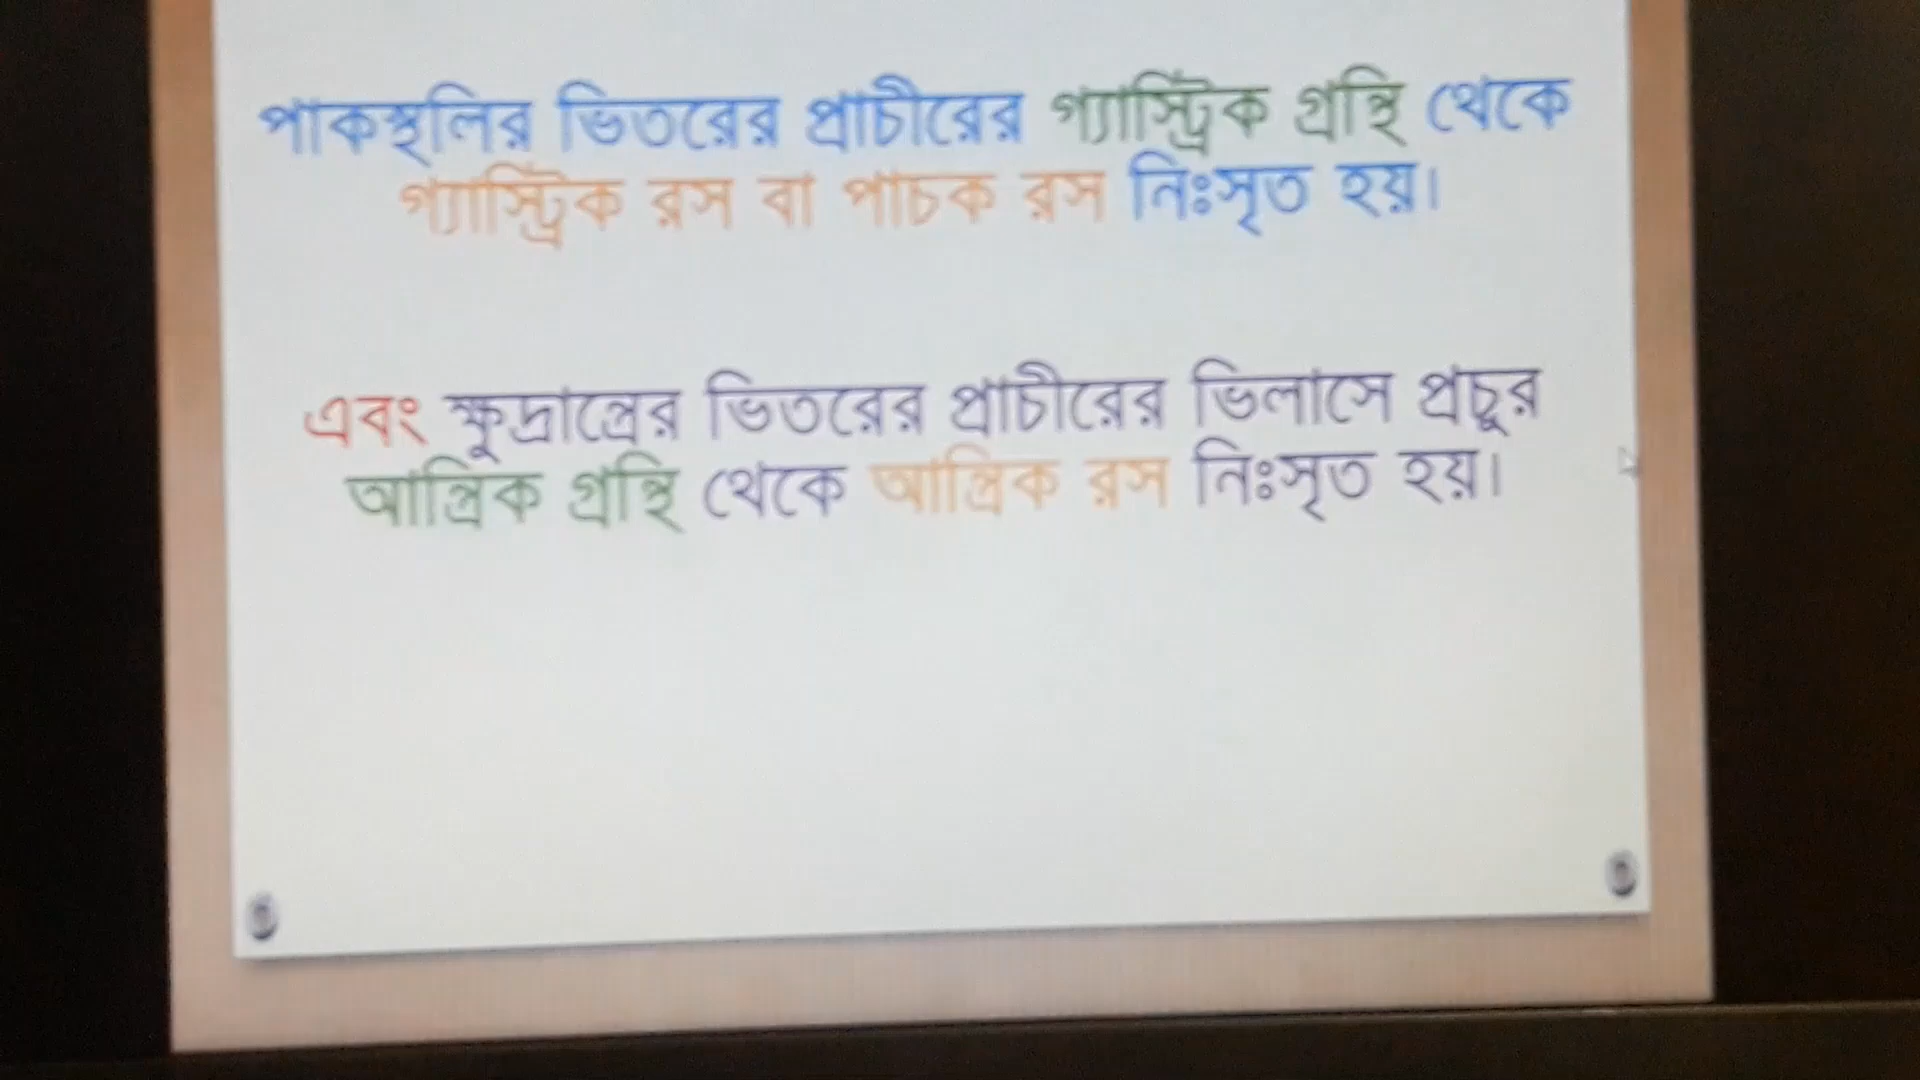 পাকস্থলির ভিতরের প্রাচীরের গ্যাস্ট্রিক গ্রন্থি থেকে
গ্যাস্ট্রিক রস বা পাচক রস নিঃসৃত হয়।
এবং ক্ষুদ্রান্ত্রের ভিতরের প্রাচীরের ভিলাসে প্রচুর
আন্ত্রিক গ্রন্থি থেকে আন্ত্রিক রস নিঃসৃত হয়।